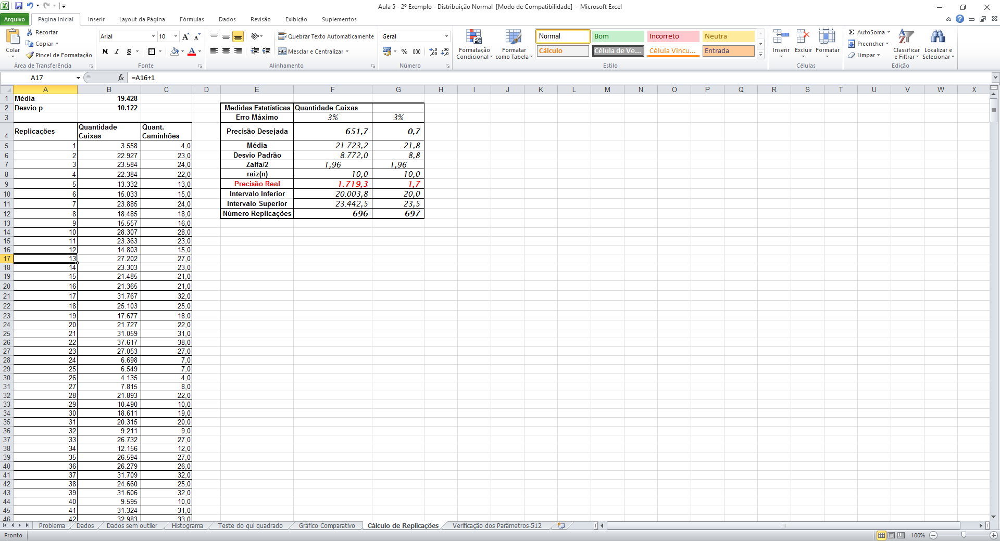 Aula 5 - 2º Exemplo - Distribuição Normal  [Modo de Compatibilidade]  -  Microsoft Excel
Arquivo Página Inicial Inserir Layout da Página Fórmulas Dados Revisão Exibição Suplementos
Colar Recortar Copiar Pincel de Formatação
Área de Transferência
Arial 10
N I S
Fonte
Quebrar Texto Automaticamente
Mesclar e Centralizar
Alinhamento
Geral
% 000
Número
Formatação Condicional
Formatar como Tabela
Normal Bom Incorreto Neutra
Cálculo Célula de Ve... Célula Vincu... Entrada
Estilo
Inserir Excluir Formatar
Células
Σ AutoSoma
Preencher
Limpar
Classificar e Filtrar
Localizar e Selecionar
Edição
A17 fx =A16+1
A B C D E F G H I J K L M N O P Q R S T U V W X
1 Média 19.428
2 Desvio p 10.122 Medidas Estatísticas Quantidade Caixas
3 Erro Máximo 3% 3%
4 Replicações Quantidade Caixas Quant. Caminhões Precisão Desejada 651,7 0,7
5 1 3.558 4,0 Média 21.723,2 21,8
6 2 22.927 23,0 Desvio Padrão 8.772,0 8,8
7 3 23.584 24,0 Zalfa/2 1,96 1,96
8 4 22.384 22,0 raiz(n) 10,0 10,0
9 5 13.332 13,0 Precisão Real 1.719,3 1,7
10 6 15.033 15,0 Intervalo Inferior 20.003,8 20,0
11 7 23.885 24,0 Intervalo Superior 23.442,5 23,5
12 8 18.485 18,0 Número Replicações 696 697
13 9 15.557 16,0
14 10 28.307 28,0
15 11 23.363 23,0
16 12 14.803 15,0
17 13 27.202 27,0
18 14 23.303 23,0
19 15 21.485 21,0
20 16 21.365 21,0
21 17 31.767 32,0
22 18 25.103 25,0
23 19 17.677 18,0
24 20 21.727 22,0
25 21 31.059 31,0
26 22 37.617 38,0
27 23 27.053 27,0
28 24 6.698 7,0
29 25 6.549 7,0
30 26 4.135 4,0
31 27 7.815 8,0
32 28 21.893 22,0
33 29 10.490 10,0
34 30 18.611 19,0
35 31 20.315 20,0
36 32 9.211 9,0
37 33 26.732 27,0
38 34 12.156 12,0
39 35 26.594 27,0
40 36 26.279 26,0
41 37 31.709 32,0
42 38 24.660 25,0
43 39 31.606 32,0
44 40 9.595 10,0
45 41 31.324 31,0
46 42 32.983 33,0
Problema Dados Dados sem outlier Histograma Teste do qui quadrado Gráfico Comparativo Cálculo de Replicações Verificação dos Parâmetros-512
Pronto 100%